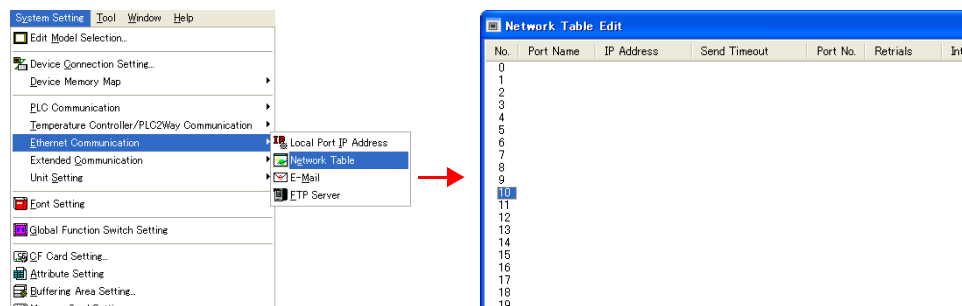 System Setting Tool Window Help
Edit Model Selection...
Device Connection Setting...
Device Memory Map
PLC Communication
Temperature Controller/PLC2Way Communication
Ethernet Communication
Extended Communication
Unit Setting
Font Setting
Global Function Switch Setting
CF Card Setting...
Attribute Setting
Buffering Area Setting...
Local Port IP Address
Network Table
E-Mail
FTP Server
Network Table Edit
No. Port Name IP Address Send Timeout Port No. Retrials
0
1
2
3
4
5
6
7
8
9
10
11
12
13
14
15
16
17
18
19